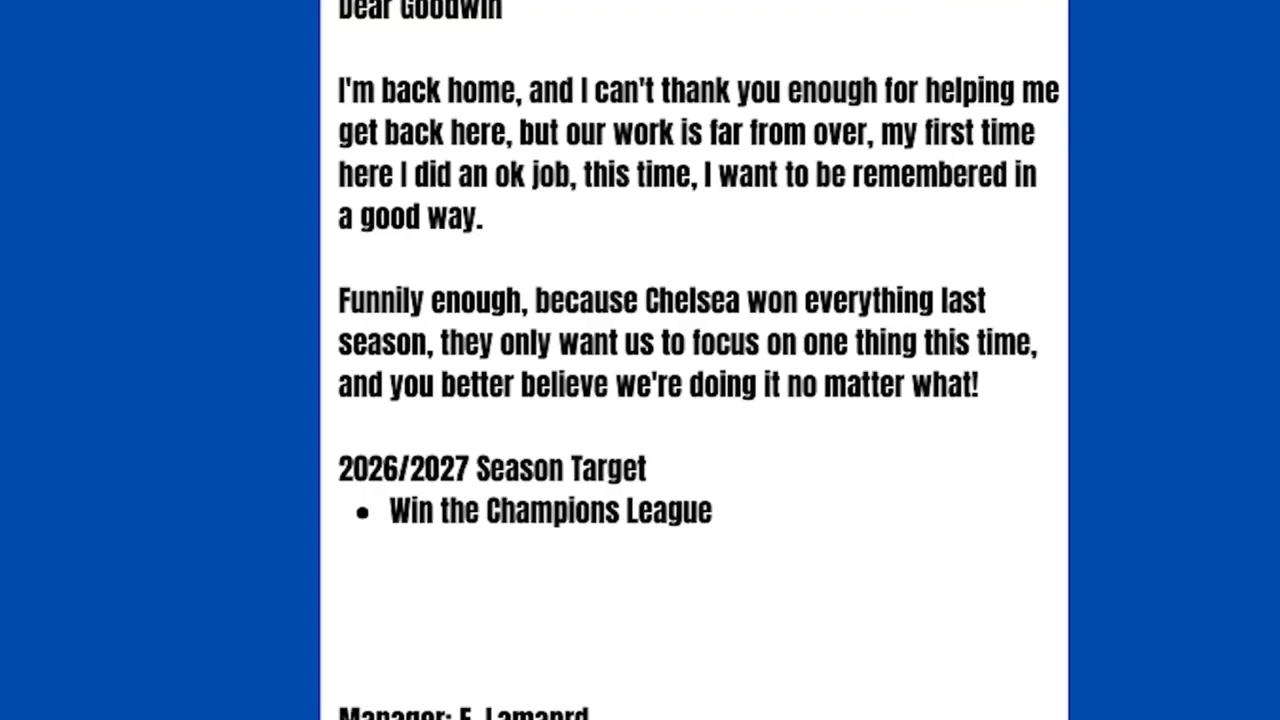 Dear Goodwin
I'm back home, and I can't thank you enough for helping me
get back here, but our work is far from over, my first time
here I did an ok job, this time, I want to be remembered in
a good way.
Funnily enough, because Chelsea won everything last
season, they only want us to focus on one thing this time,
and you better believe we're doing it no matter what!
2026/2027 Season Target
• Win the Champions League
Manager: F. Lamaprd